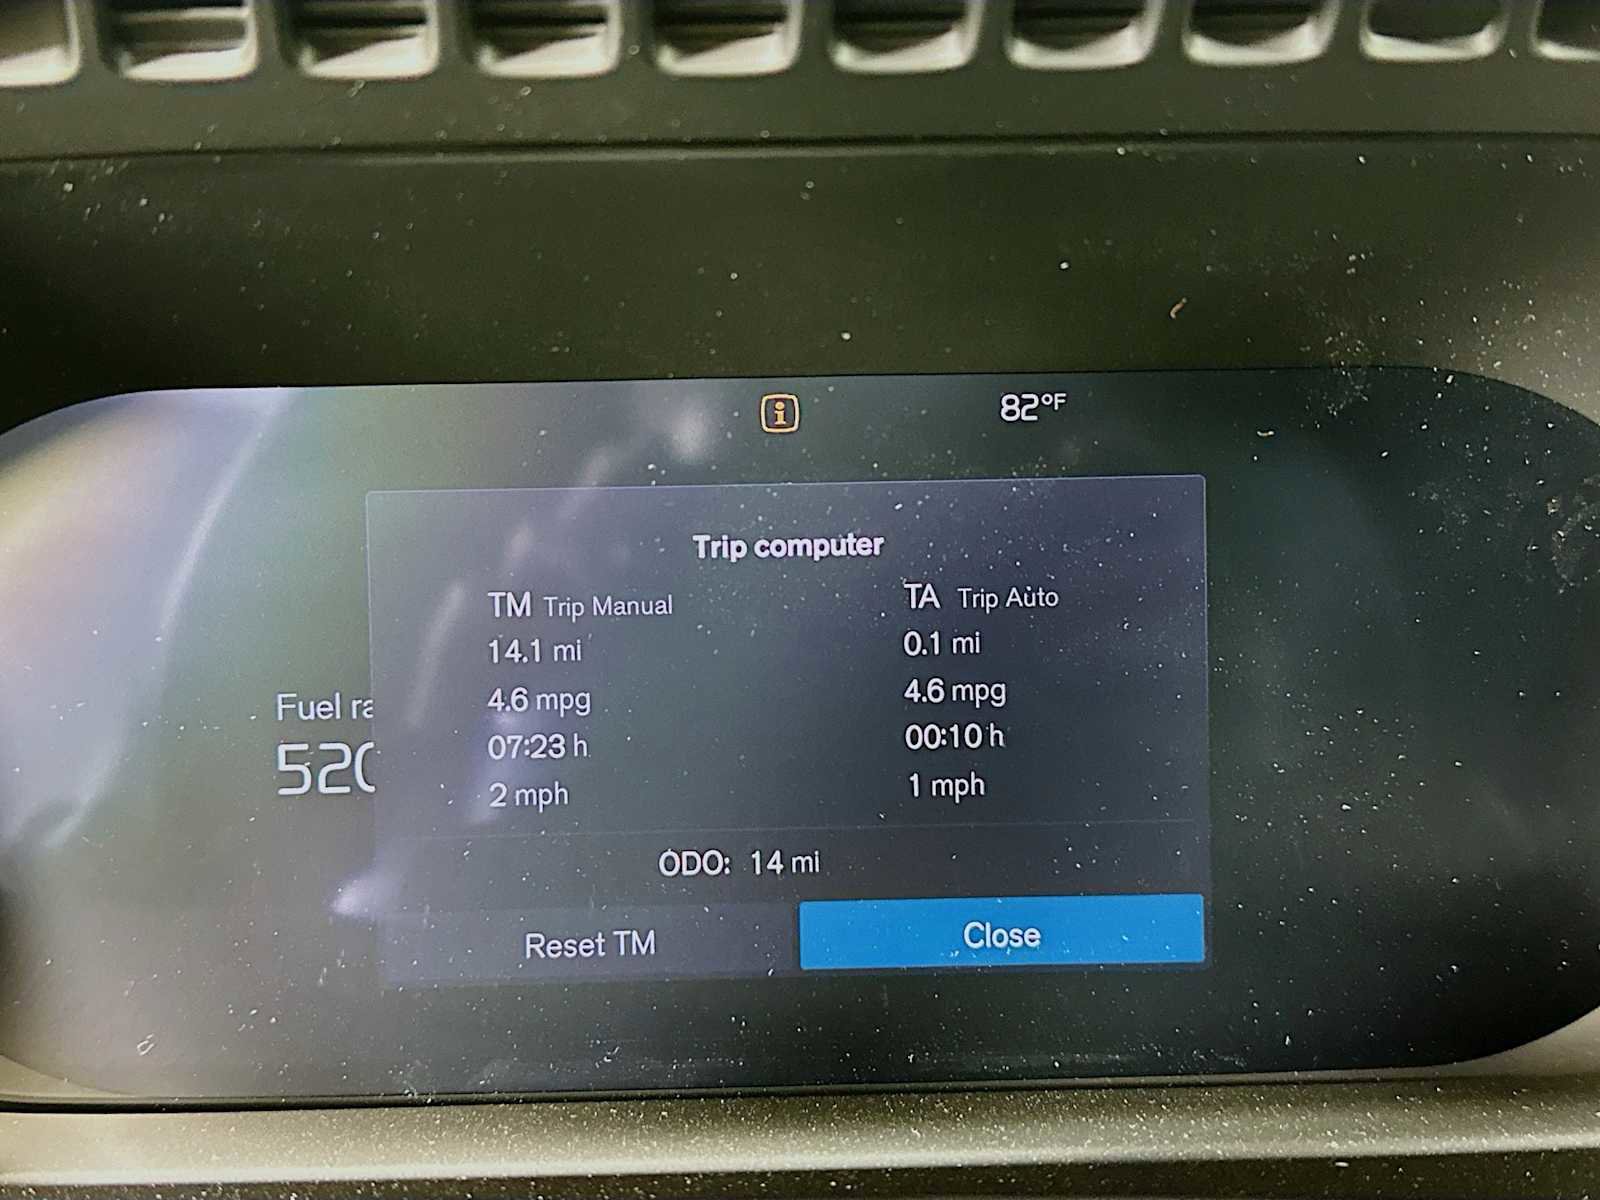 82°F
Trip computer
TM Trip Manual
14.1 mi
4.6 mpg
07:23 h
2 mph
TA Trip Auto
0.1 mi
4.6 mpg
00:10 h
1 mph
Fuel
ODO: 14 mi
Reset TM
Close